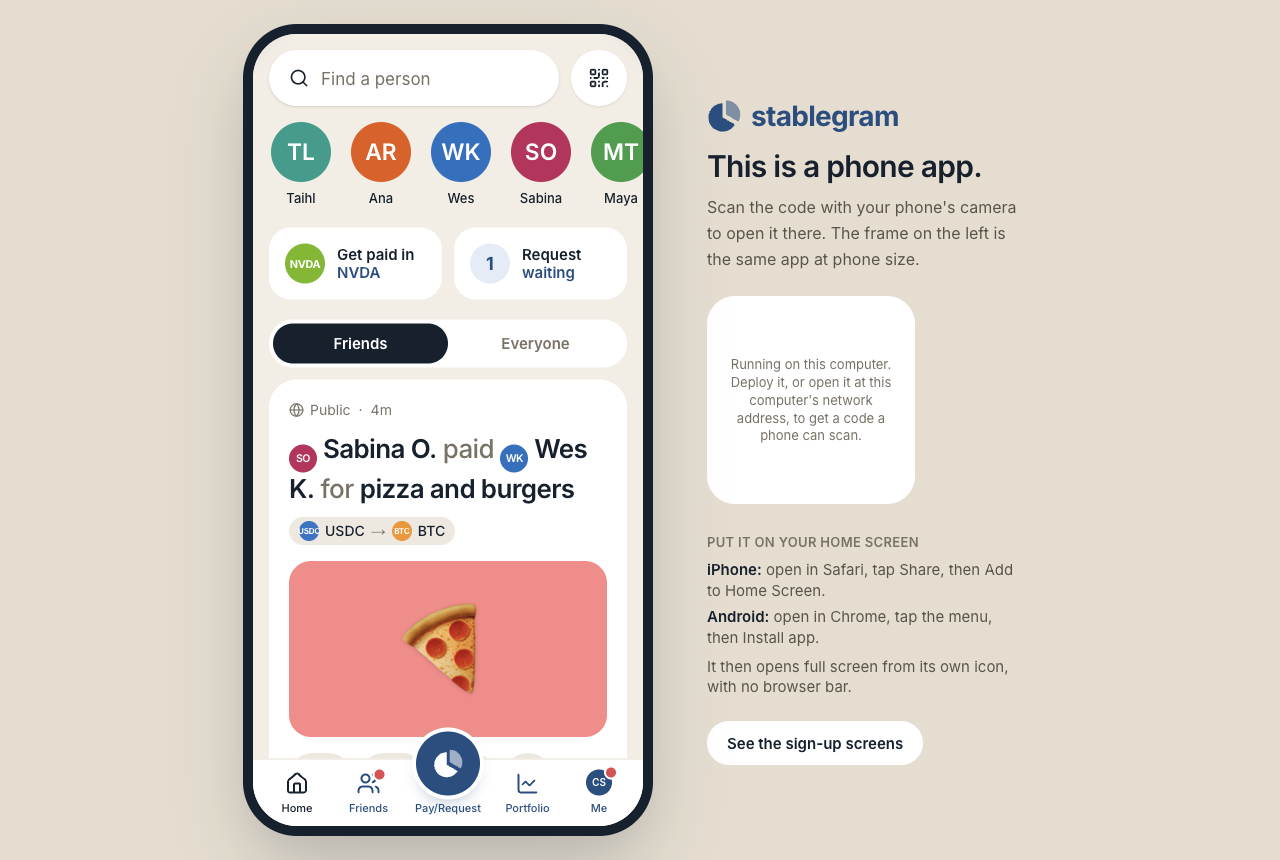 Find a person
TL
AR
WK
SO
MT
Taihl
Ana
Wes
Sabina
Maya
NVDA
Get paid in
NVDA
1
Request
waiting
Friends
Everyone
Public · 4m
SO Sabina O. paid WK Wes
K. for pizza and burgers
USDC USDC → BTC BTC
Home
Friends
Pay/Request
Portfolio
CS
Me
stablegram
This is a phone app.
Scan the code with your phone's camera
to open it there. The frame on the left is
the same app at phone size.
Running on this computer.
Deploy it, or open it at this
computer's network
address, to get a code a
phone can scan.
PUT IT ON YOUR HOME SCREEN
iPhone: open in Safari, tap Share, then Add
to Home Screen.
Android: open in Chrome, tap the menu,
then Install app.
It then opens full screen from its own icon,
with no browser bar.
See the sign-up screens